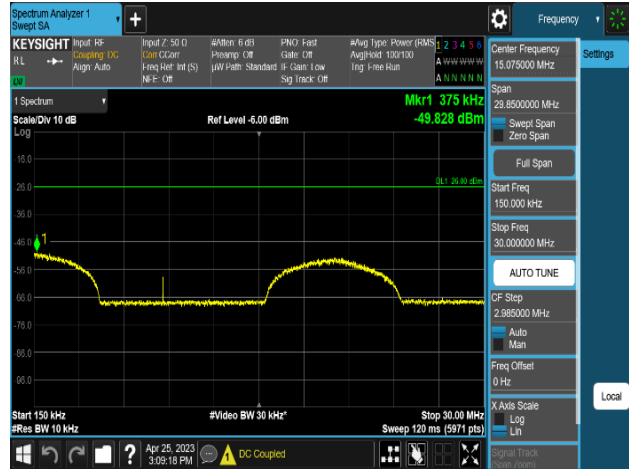 Spectrum Analyzer 1
Swept SA
Frequency
KEYSIGHT
RL
Input: RF
Coupling: DC
Align: Auto
Input Z: 50 Ω
Corr CCorr
Freq Ref: Int (S)
NFE: Off
#Atten: 6 dB
Preamp: Off
µW Path: Standard
PNO: Fast
Gate: Off
IF Gain: Low
Sig Track: Off
#Avg Type: Power (RMS
Avg|Hold: 100/100
Trig: Free Run
1 2 3 4 5 6
A W W W W W
A N N N N N
1 Spectrum
Scale/Div 10 dB
Log
Ref Level -6.00 dBm
Mkr1 375 kHz
-49.828 dBm
DL1 -26.00 dBm
-16.0
-26.0
-36.0
-46.0
-56.0
-66.0
-76.0
-86.0
-96.0
1
Start 150 kHz
#Res BW 10 kHz
#Video BW 30 kHz*
Stop 30.00 MHz
Sweep 120 ms (5971 pts)
Center Frequency
15.075000 MHz
Settings
Span
29.8500000 MHz
Swept Span
Zero Span
Full Span
Start Freq
150.000 kHz
Stop Freq
30.000000 MHz
AUTO TUNE
CF Step
2.985000 MHz
Auto
Man
Freq Offset
0 Hz
X Axis Scale
Log
Lin
Signal Track
(Span Zoom)
Local
?
Apr 25, 2023
3:09:18 PM
DC Coupled